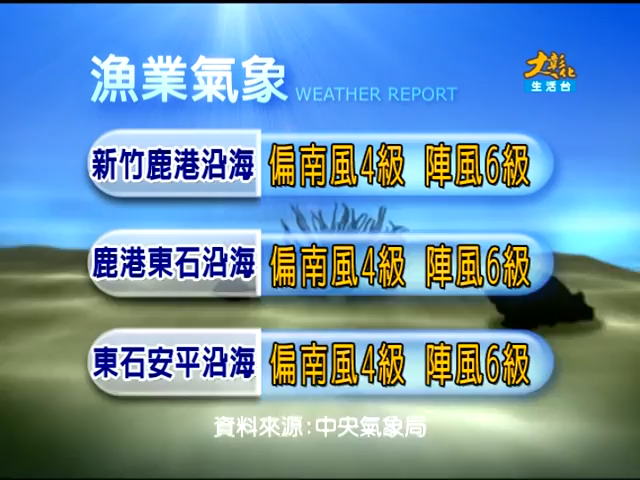 漁業氣象 WEATHER REPORT
大彰化
生活台
新竹鹿港沿海 偏南風4級 陣風6級
鹿港東石沿海 偏南風4級 陣風6級
東石安平沿海 偏南風4級 陣風6級
資料來源:中央氣象局